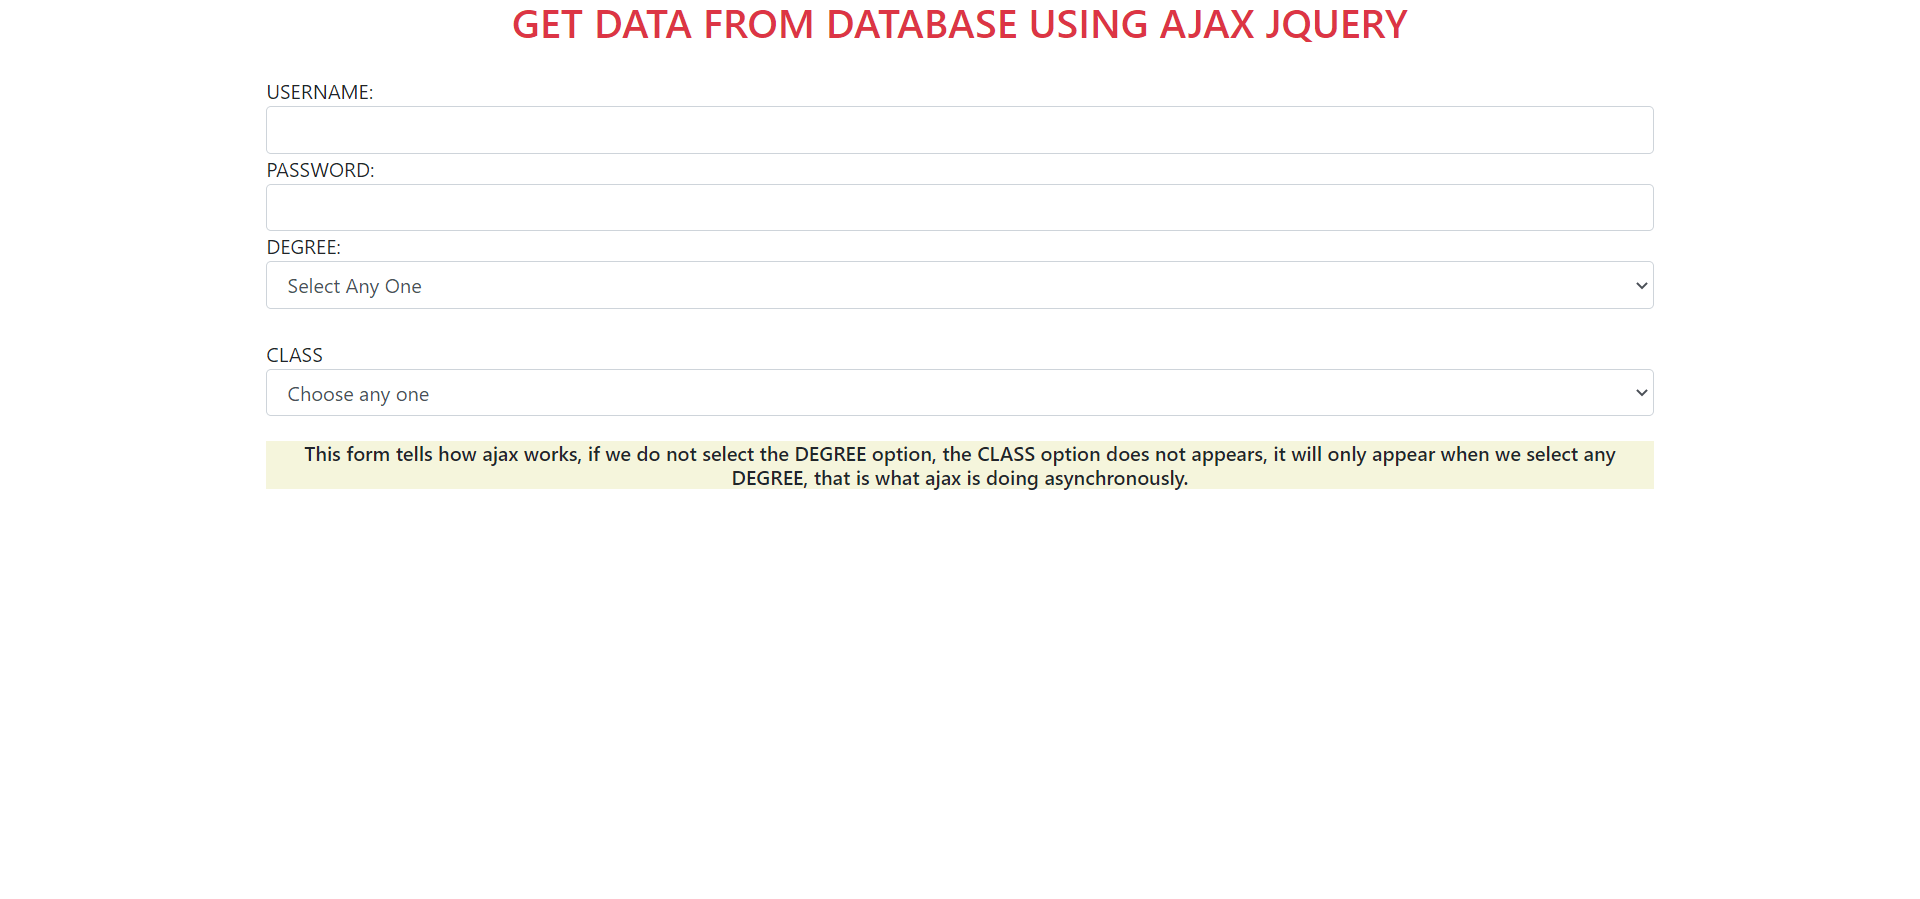 GET DATA FROM DATABASE USING AJAX JQUERY
USERNAME:
PASSWORD:
DEGREE:
Select Any One
CLASS
Choose any one
This form tells how ajax works, if we do not select the DEGREE option, the CLASS option does not appears, it will only appear when we select any
DEGREE, that is what ajax is doing asynchronously.